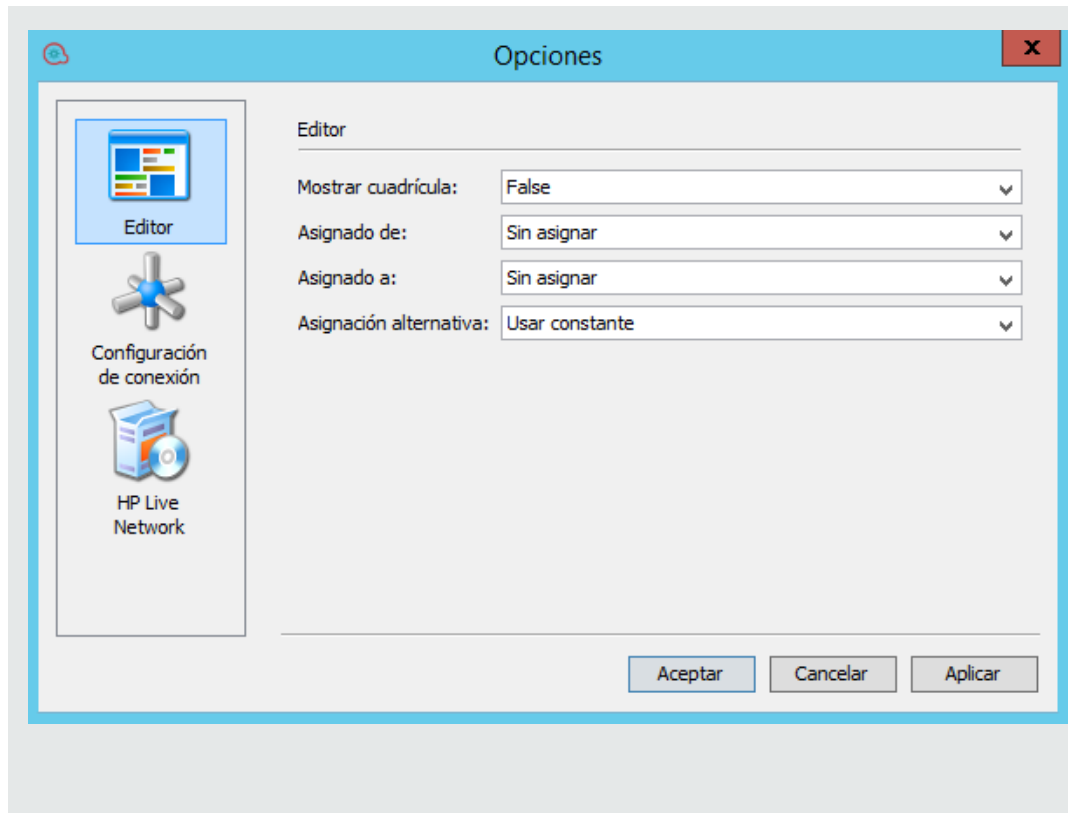 Opciones
x
Editor
Configuración
de conexión
HP Live
Network
Editor
Mostrar cuadrícula: False
Asignado de: Sin asignar
Asignado a: Sin asignar
Asignación alternativa: Usar constante
Aceptar Cancelar Aplicar